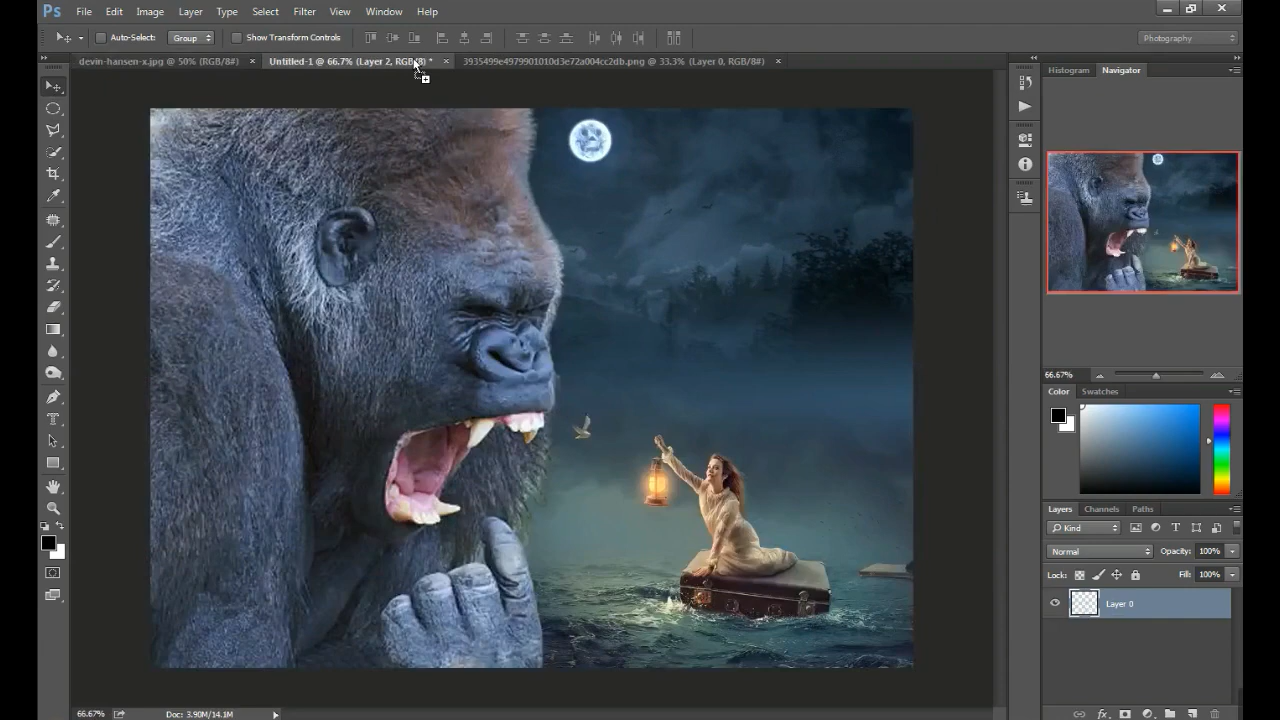 Ps File Edit Image Layer Type Select Filter View Window Help
Auto-Select: Group Show Transform Controls Photography
devin-hansen-x.jpg @ 50% (RGB/8#) × Untitled-1 @ 66.7% (Layer 2, RGB/8) * × 3935499e4979901010d3e72a004cc2db.png @ 33.3% (Layer 0, RGB/8#) ×
Histogram Navigator
66.67%
Color Swatches
Layers Channels Paths
Kind
Normal Opacity: 100%
Lock: Fill: 100%
Layer 0
66.67% Doc: 3.90M/14.1M